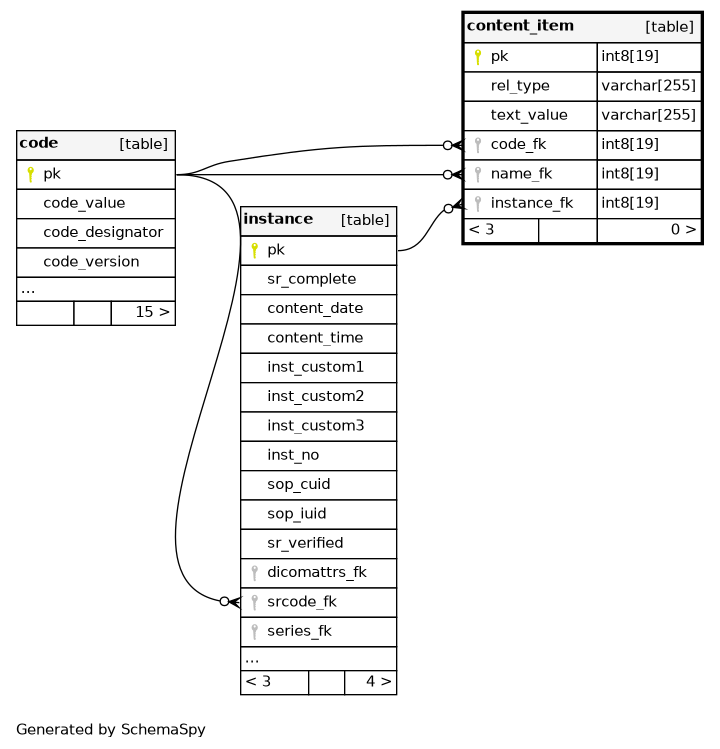 content_item [table]
pk int8[19]
rel_type varchar[255]
text_value varchar[255]
code_fk int8[19]
name_fk int8[19]
instance_fk int8[19]
< 3 0 >
code [table]
pk
code_value
code_designator
code_version
...
15 >
instance [table]
pk
sr_complete
content_date
content_time
inst_custom1
inst_custom2
inst_custom3
inst_no
sop_cuid
sop_iuid
sr_verified
dicomattrs_fk
srcode_fk
series_fk
...
< 3 4 >
Generated by SchemaSpy